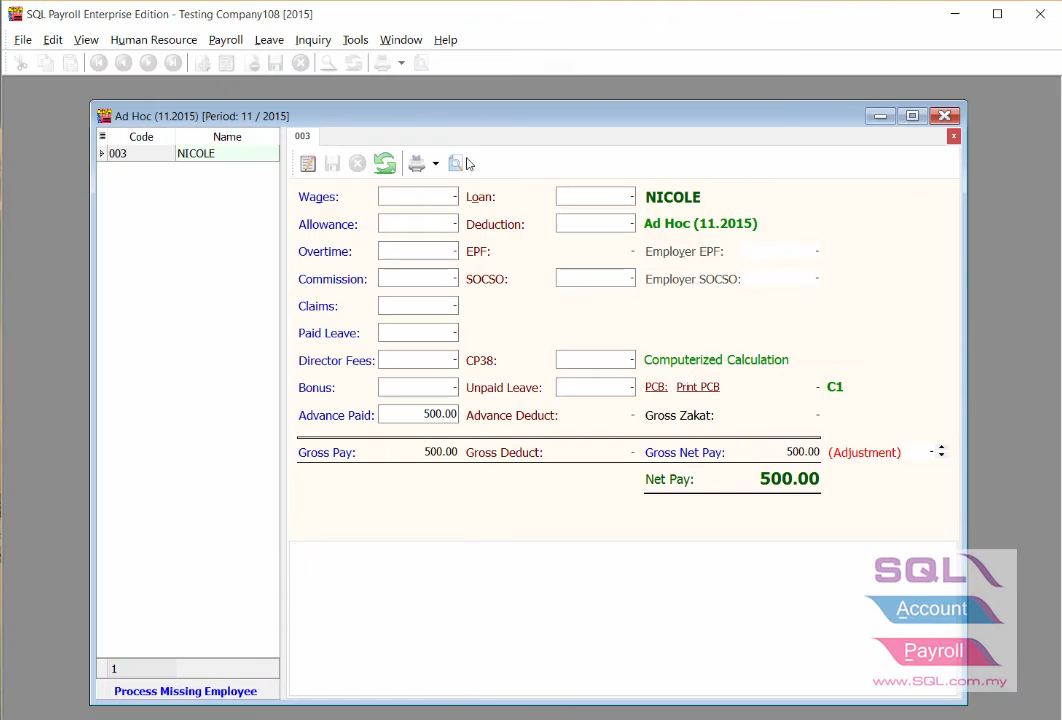 SQL Payroll Enterprise Edition - Testing Company108 [2015]
File Edit View Human Resource Payroll Leave Inquiry Tools Window Help
Ad Hoc (11.2015) [Period: 11 / 2015]
Code Name
003
003 NICOLE
Wages: - Loan: - NICOLE
Allowance: - Deduction: - Ad Hoc (11.2015)
Overtime: - EPF: - Employer EPF: -
Commission: - SOCSO: - Employer SOCSO: -
Claims: -
Paid Leave: -
Director Fees: - CP38: - Computerized Calculation
Bonus: - Unpaid Leave: - PCB: Print PCB - C1
Advance Paid: 500.00 Advance Deduct: - Gross Zakat: -
Gross Pay: 500.00 Gross Deduct: - Gross Net Pay: 500.00 (Adjustment) -
Net Pay: 500.00
SQL
Account
Payroll
www.SQL.com.my
1
Process Missing Employee